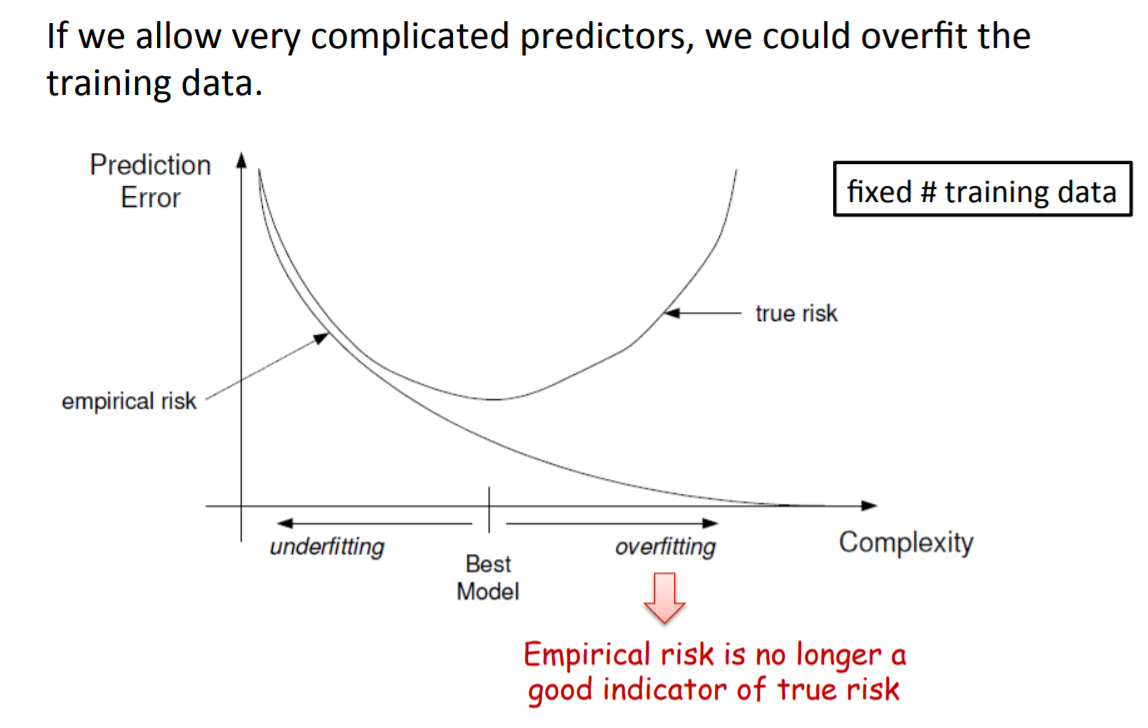 If we allow very complicated predictors, we could overfit the
training data.
Prediction
Error
fixed # training data
true risk
empirical risk
underfitting
overfitting
Complexity
Best
Model
Empirical risk is no longer a
good indicator of true risk